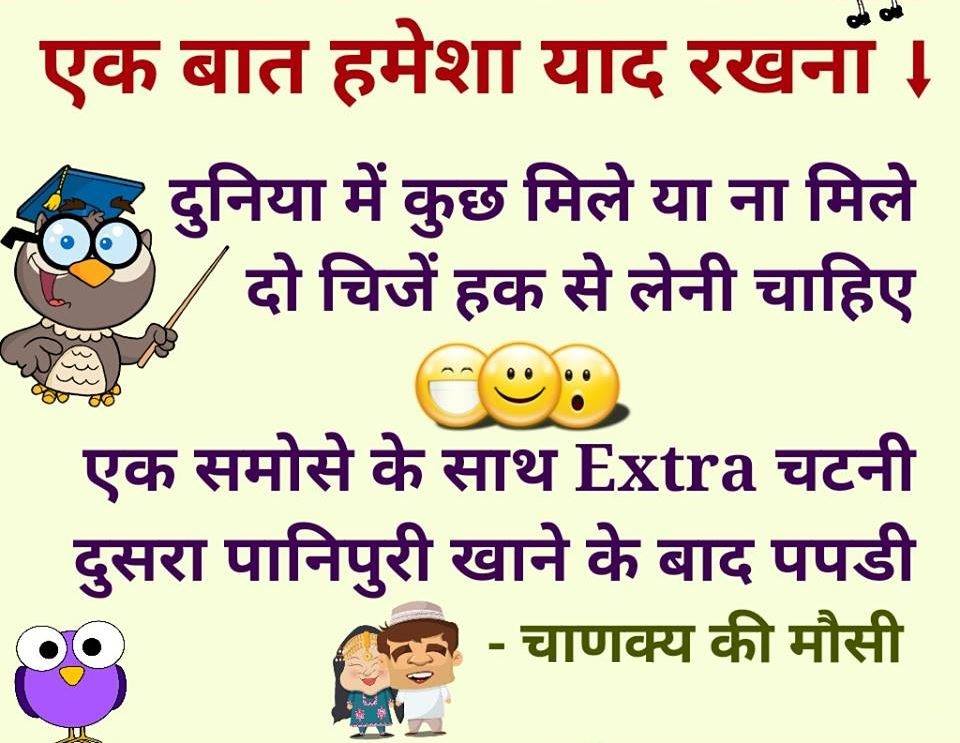 एक बात हमेशा याद रखना ↓
दुनिया में कुछ मिले या ना मिले
दो चिजें हक से लेनी चाहिए
एक समोसे के साथ Extra चटनी
दुसरा पानिपुरी खाने के बाद पपडी
- चाणक्य की मौसी